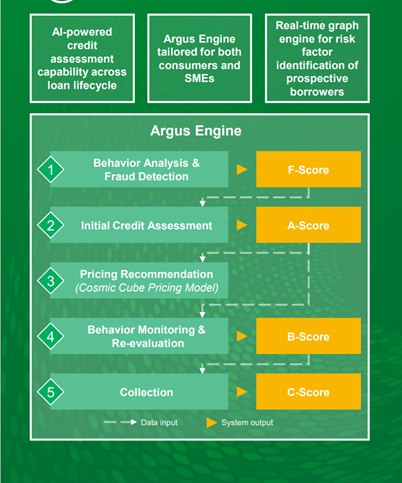 AI-powered
credit
assessment
capability across
loan lifecycle
Argus Engine
tailored for both
consumers and
SMEs
Real-time graph
engine for risk
factor
identification of
prospective
borrowers
Argus Engine
1
Behavior Analysis &
Fraud Detection
F-Score
2
Initial Credit Assessment
A-Score
3
Pricing Recommendation
(Cosmic Cube Pricing Model)
4
Behavior Monitoring &
Re-evaluation
B-Score
5
Collection
C-Score
Data input
System output